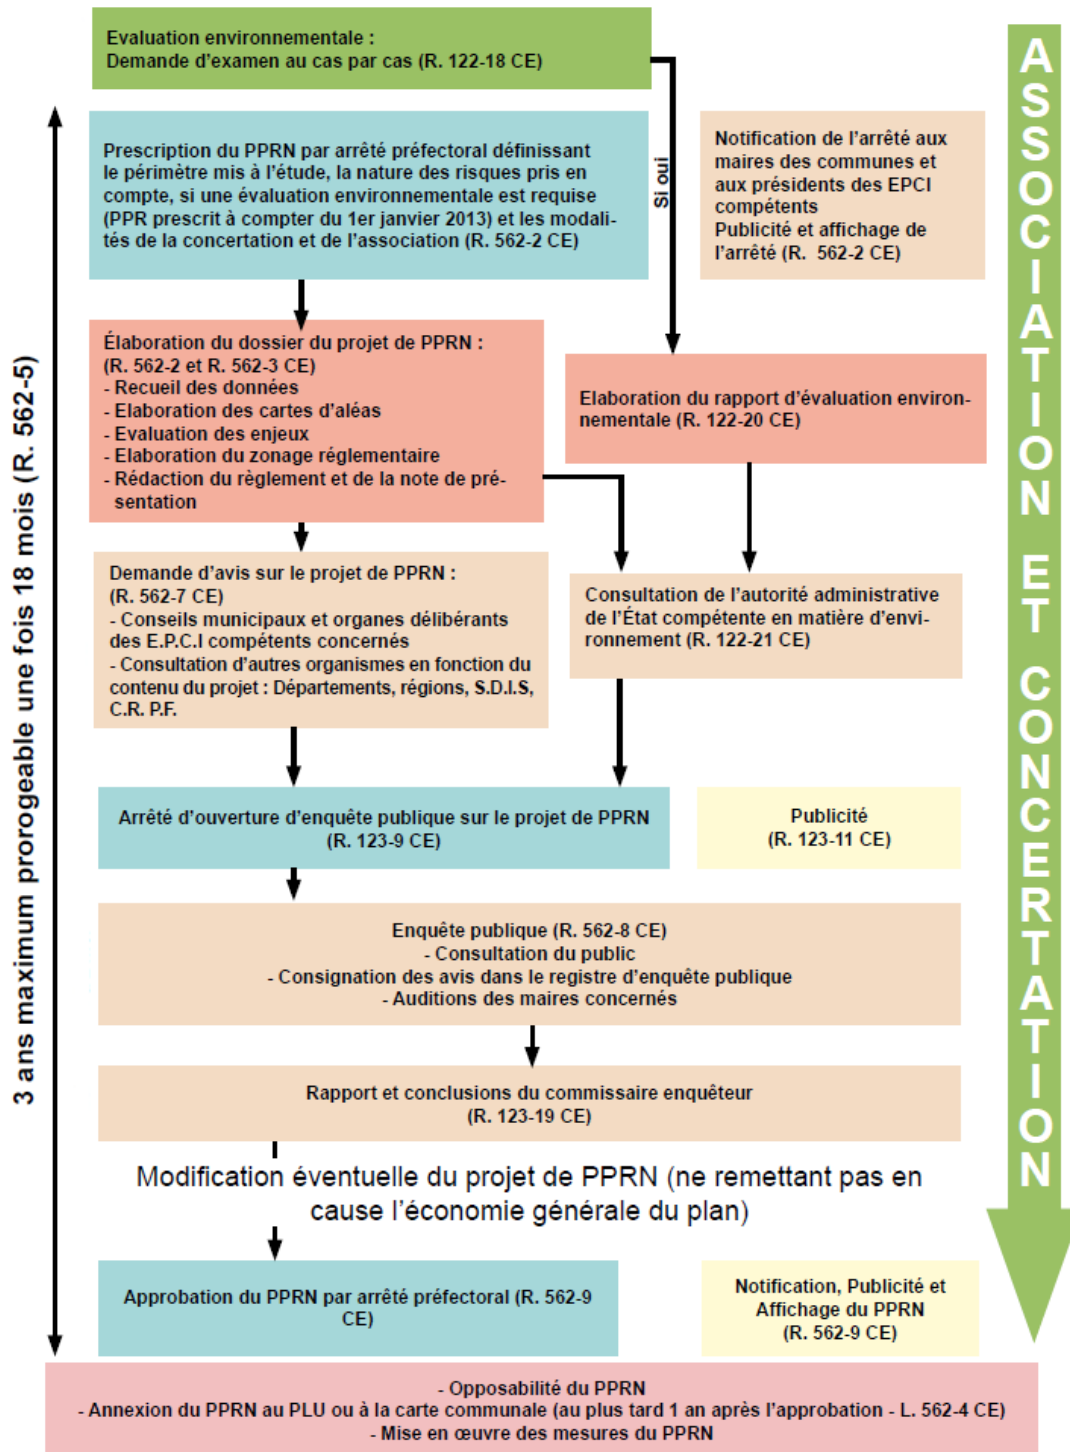 Evaluation environnementale :
Demande d'examen au cas par cas (R. 122-18 CE)
Prescription du PPRN par arrêté préfectoral définissant
le périmètre mis à l'étude, la nature des risques pris en
compte, si une évaluation environnementale est requise
(PPR prescrit à compter du 1er janvier 2013) et les modali-
tés de la concertation et de l'association (R. 562-2 CE)
Si oui
Notification de l'arrêté aux
maires des communes et
aux présidents des EPCI
compétents
Publicité et affichage de
l'arrêté (R. 562-2 CE)
Élaboration du dossier du projet de PPRN :
(R. 562-2 et R. 562-3 CE)
- Recueil des données
- Elaboration des cartes d'aléas
- Evaluation des enjeux
- Elaboration du zonage réglementaire
- Rédaction du règlement et de la note de pré-
sentation
Elaboration du rapport d'évaluation environ-
nementale (R. 122-20 CE)
Demande d'avis sur le projet de PPRN :
(R. 562-7 CE)
- Conseils municipaux et organes délibérants
des E.P.C.I compétents concernés
- Consultation d'autres organismes en fonction du
contenu du projet : Départements, régions, S.D.I.S,
C.R. P.F.
Consultation de l'autorité administrative
de l'État compétente en matière d'envi-
ronnement (R. 122-21 CE)
Arrêté d'ouverture d'enquête publique sur le projet de PPRN
(R. 123-9 CE)
Publicité
(R. 123-11 CE)
Enquête publique (R. 562-8 CE)
- Consultation du public
- Consignation des avis dans le registre d'enquête publique
- Auditions des maires concernés
Rapport et conclusions du commissaire enquêteur
(R. 123-19 CE)
Modification éventuelle du projet de PPRN (ne remettant pas en
cause l'économie générale du plan)
Approbation du PPRN par arrêté préfectoral (R. 562-9
CE)
Notification, Publicité et
Affichage du PPRN
(R. 562-9 CE)
- Opposabilité du PPRN
- Annexion du PPRN au PLU ou à la carte communale (au plus tard 1 an après l'approbation - L. 562-4 CE)
- Mise en œuvre des mesures du PPRN
3 ans maximum prorogeable une fois 18 mois (R. 562-5)
ASSOCIATION ET CONCERTATION